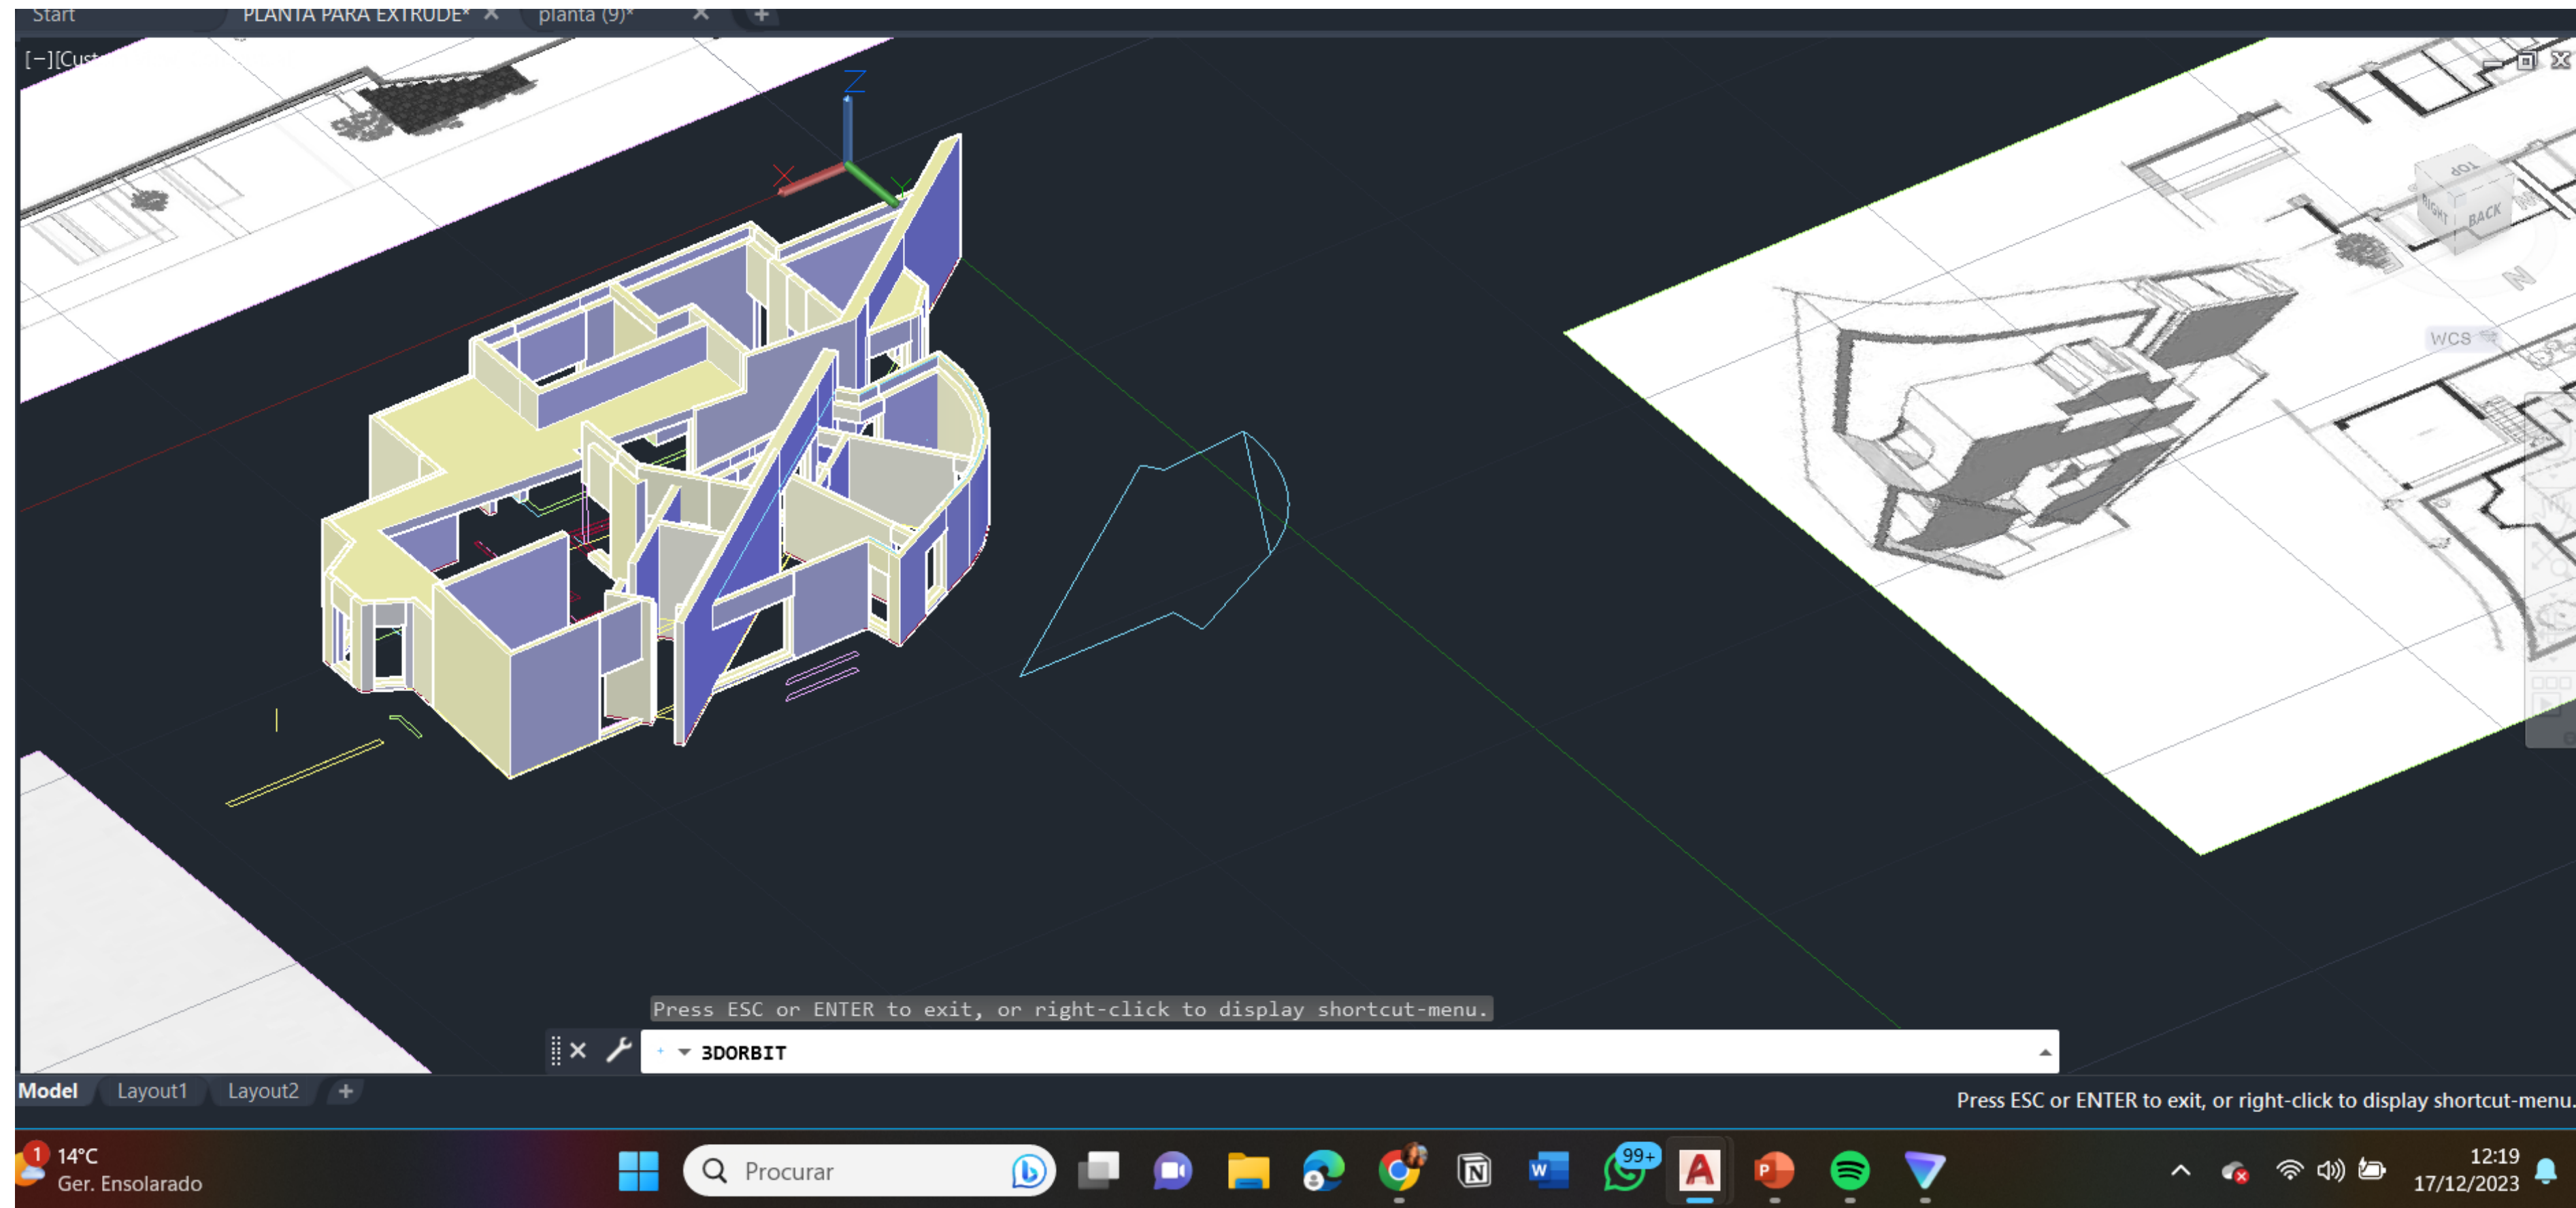 Start PLANTA PARA EXTRUDE* planta (9)*
[−][Cust
Z
X
Y
TOP
RIGHT BACK
N
WCS
Press ESC or ENTER to exit, or right-click to display shortcut-menu.
3DORBIT
Model Layout1 Layout2
Press ESC or ENTER to exit, or right-click to display shortcut-menu.
1 14°C
Ger. Ensolarado
Procurar
99+
12:19
17/12/2023